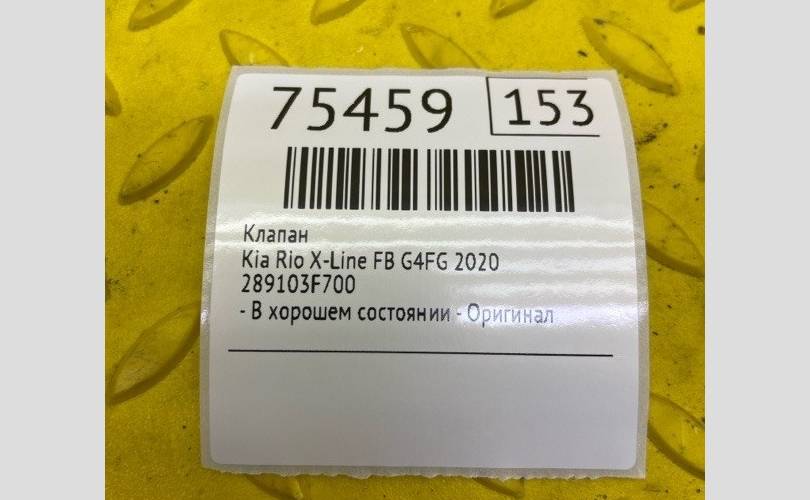 75459 153
Клапан
Kia Rio X-Line FB G4FG 2020
289103F700
- В хорошем состоянии - Оригинал